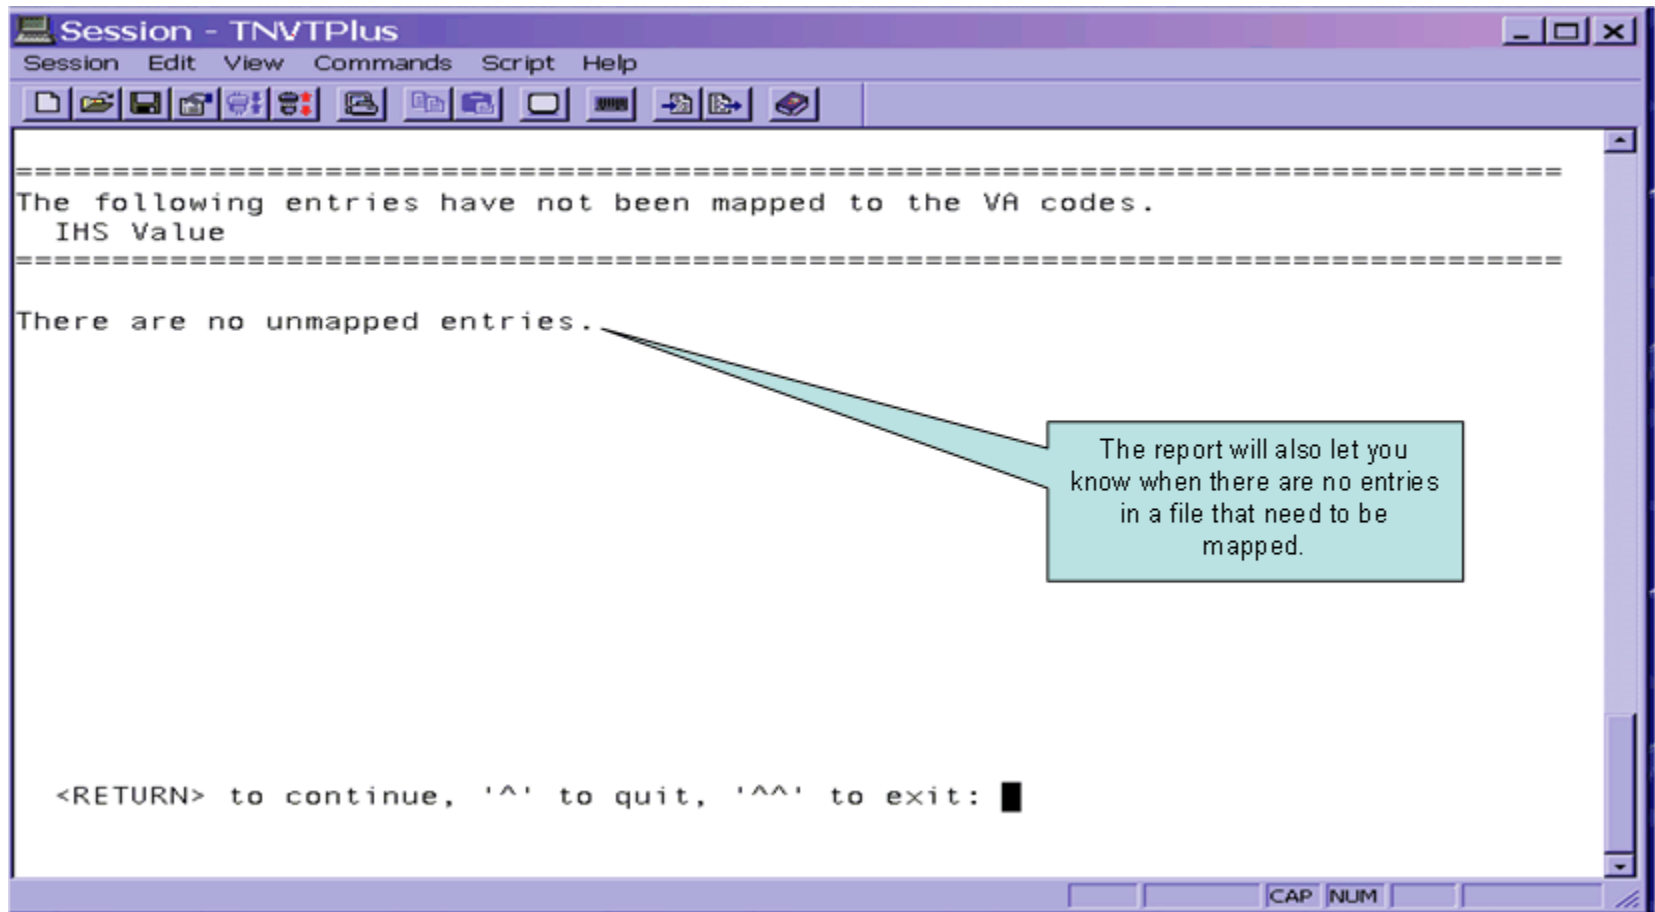 Session - TNVTPlus
Session Edit View Commands Script Help
================================================================================
The following entries have not been mapped to the VA codes.
IHS Value
================================================================================
There are no unmapped entries.
The report will also let you
know when there are no entries
in a file that need to be
mapped.
<RETURN> to continue, '^' to quit, '^^' to exit:
CAP NUM